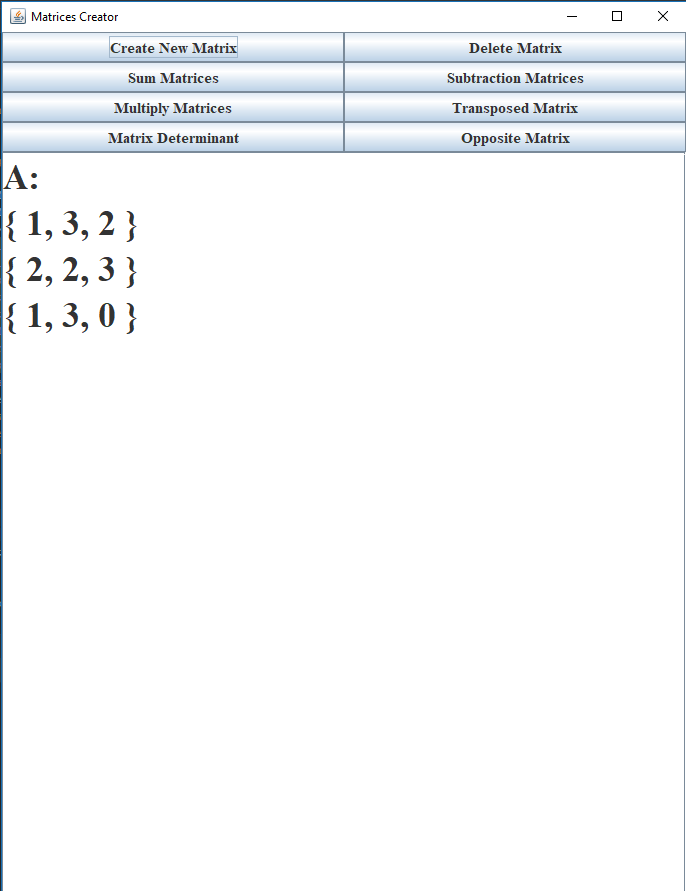 Matrices Creator
Create New Matrix
Delete Matrix
Sum Matrices
Subtraction Matrices
Multiply Matrices
Transposed Matrix
Matrix Determinant
Opposite Matrix
A:
{ 1, 3, 2 }
{ 2, 2, 3 }
{ 1, 3, 0 }